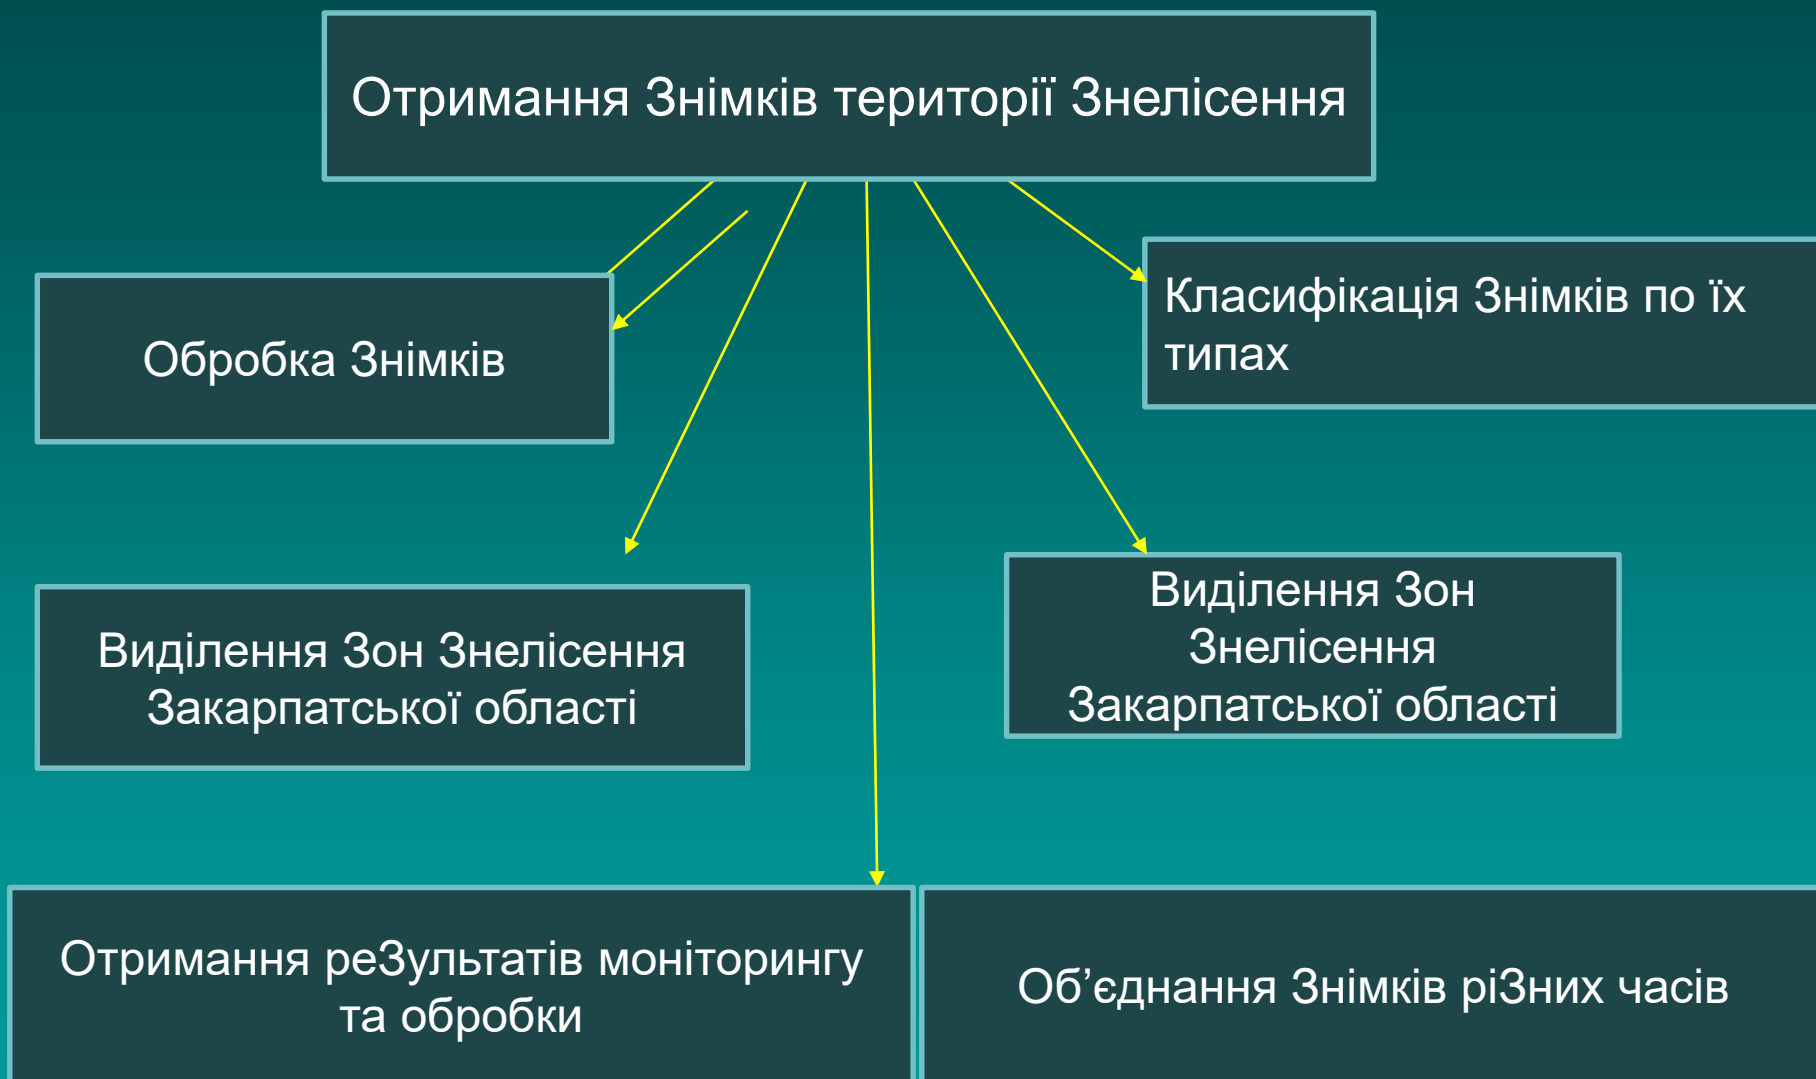 Отримання Знімків території Знелісення
Обробка Знімків
Класифікація Знімків по їх
типах
Виділення Зон Знелісення
Закарпатської області
Виділення Зон
Знелісення
Закарпатської області
Отримання реЗультатів моніторингу
та обробки
Об’єднання Знімків ріЗних часів